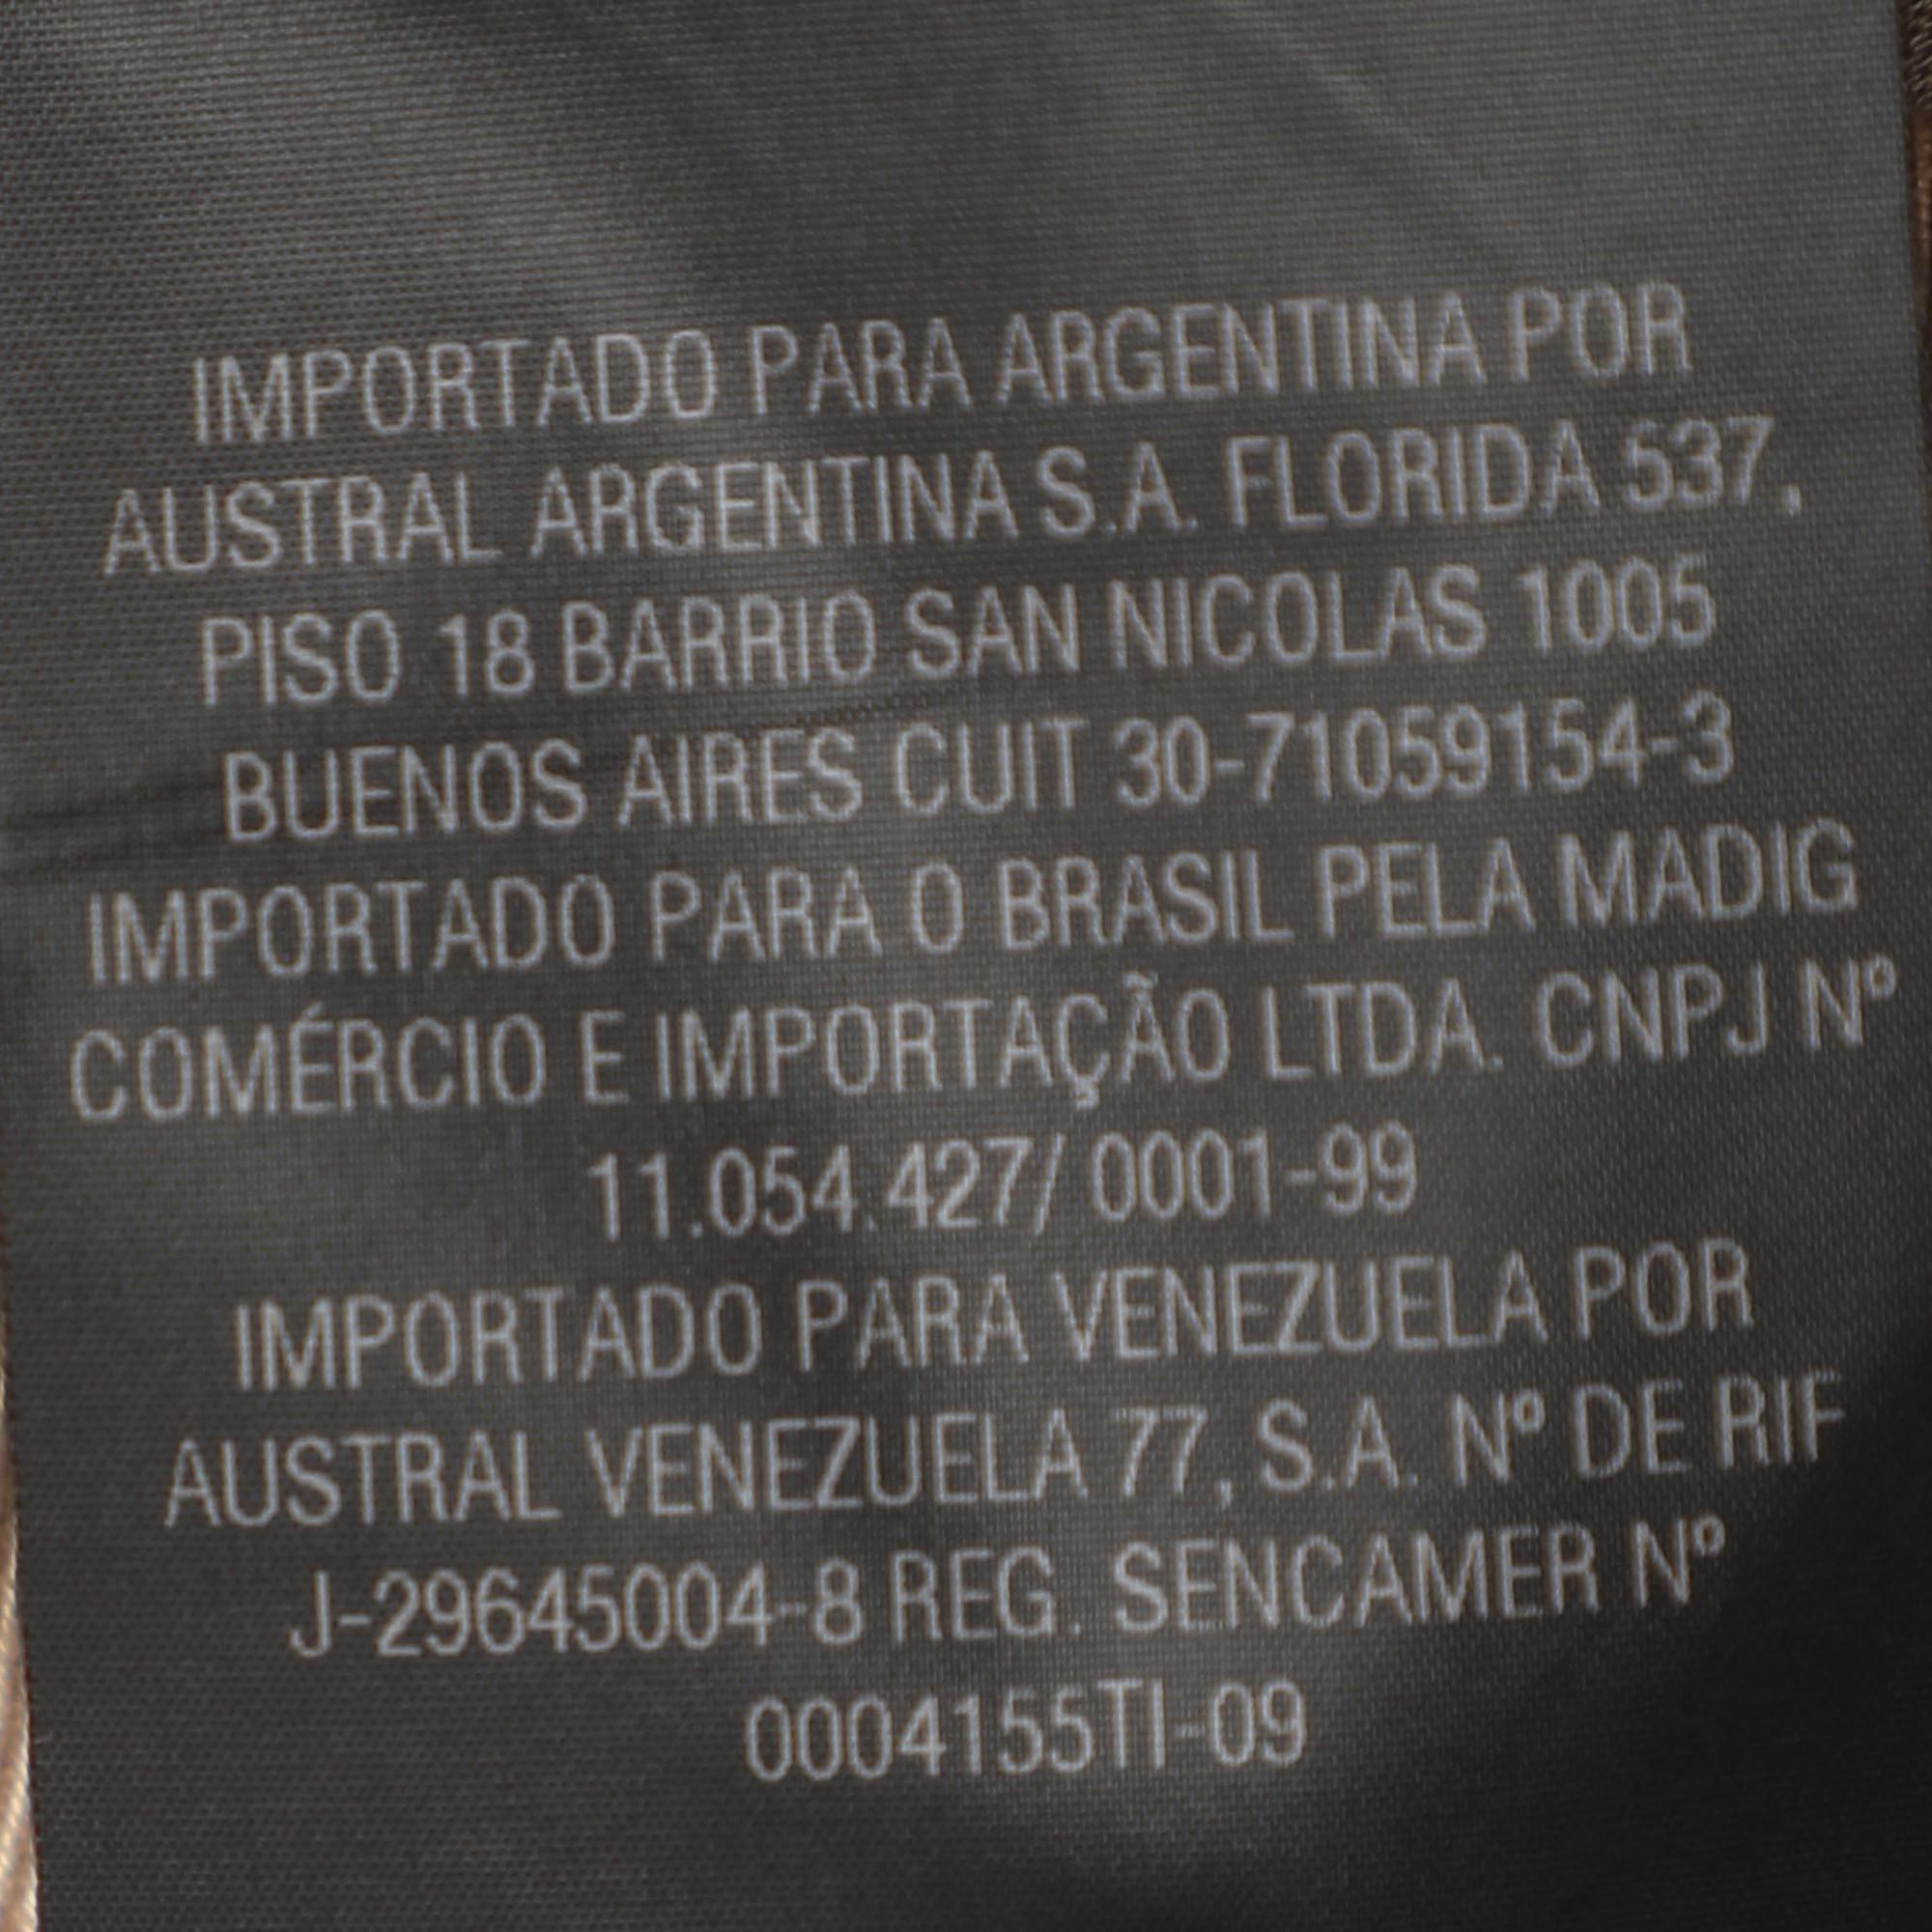 IMPORTADO PARA ARGENTINA POR
AUSTRAL ARGENTINA S.A. FLORIDA 537,
PISO 18 BARRIO SAN NICOLAS 1005
BUENOS AIRES CUIT 30-71059154-3
IMPORTADO PARA O BRASIL PELA MADIG
COMÉRCIO E IMPORTAÇÃO LTDA. CNPJ Nº
11.054.427/ 0001-99
IMPORTADO PARA VENEZUELA POR
AUSTRAL VENEZUELA 77, S.A. Nº DE RIF
J-29645004-8 REG. SENCAMER Nº
0004155TI-09